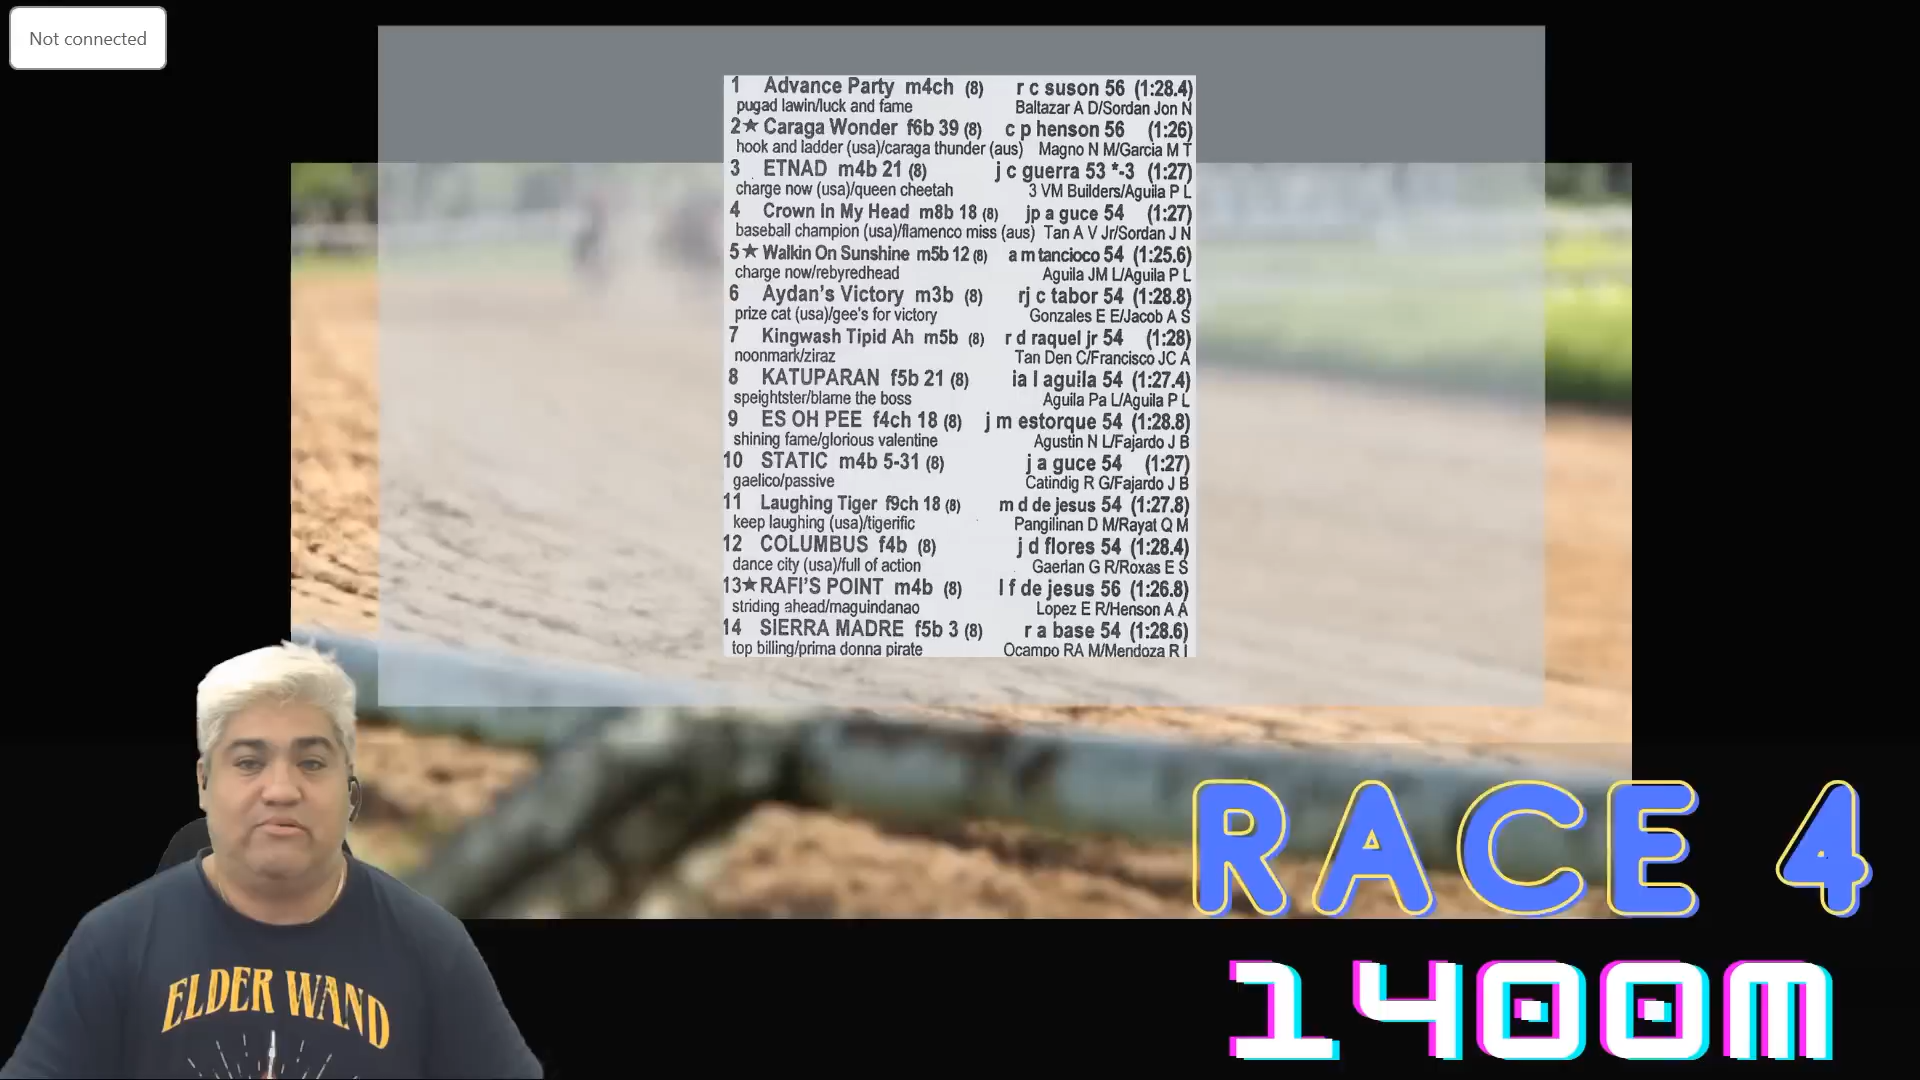 Not connected
1 Advance Party m4ch (8) r c suson 56 (1:28.4)
pugad lawin/luck and fame Baltazar A D/Sordan Jon N
2★ Caraga Wonder f6b 39 (8) c p henson 56 (1:26)
hook and ladder (usa)/caraga thunder (aus) Magno N M/Garcia M T
3 ETNAD m4b 21 (8) j c guerra 53 *-3 (1:27)
charge now (usa)/queen cheetah 3 VM Builders/Aguila P L
4 Crown In My Head m8b 18 (8) jp a guce 54 (1:27)
baseball champion (usa)/flamenco miss (aus) Tan A V Jr/Sordan J N
5★ Walkin On Sunshine m5b 12 (8) a m tancioco 54 (1:25.6)
charge now/rebyredhead Aguila JM L/Aguila P L
6 Aydan's Victory m3b (8) rj c tabor 54 (1:28.8)
prize cat (usa)/gee's for victory Gonzales E E/Jacob A S
7 Kingwash Tipid Ah m5b (8) r d raquel jr 54 (1:28)
noonmark/ziraz Tan Den C/Francisco JC A
8 KATUPARAN f5b 21 (8) ia l aguila 54 (1:27.4)
speightster/blame the boss Aguila Pa L/Aguila P L
9 ES OH PEE f4ch 18 (8) j m estorque 54 (1:28.8)
shining fame/glorious valentine Agustin N L/Fajardo J B
10 STATIC m4b 5-31 (8) j a guce 54 (1:27)
gaelico/passive Catindig R G/Fajardo J B
11 Laughing Tiger f9ch 18 (8) m d de jesus 54 (1:27.8)
keep laughing (usa)/tigerific Pangilinan D M/Rayat Q M
12 COLUMBUS f4b (8) j d flores 54 (1:28.4)
dance city (usa)/full of action Gaerlan G R/Roxas E S
13★ RAFI'S POINT m4b (8) l f de jesus 56 (1:26.8)
striding ahead/maguindanao Lopez E R/Henson A A
14 SIERRA MADRE f5b 3 (8) r a base 54 (1:28.6)
top billing/prima donna pirate Ocampo RA M/Mendoza R I
RACE 4
1400M
ELDER WAND